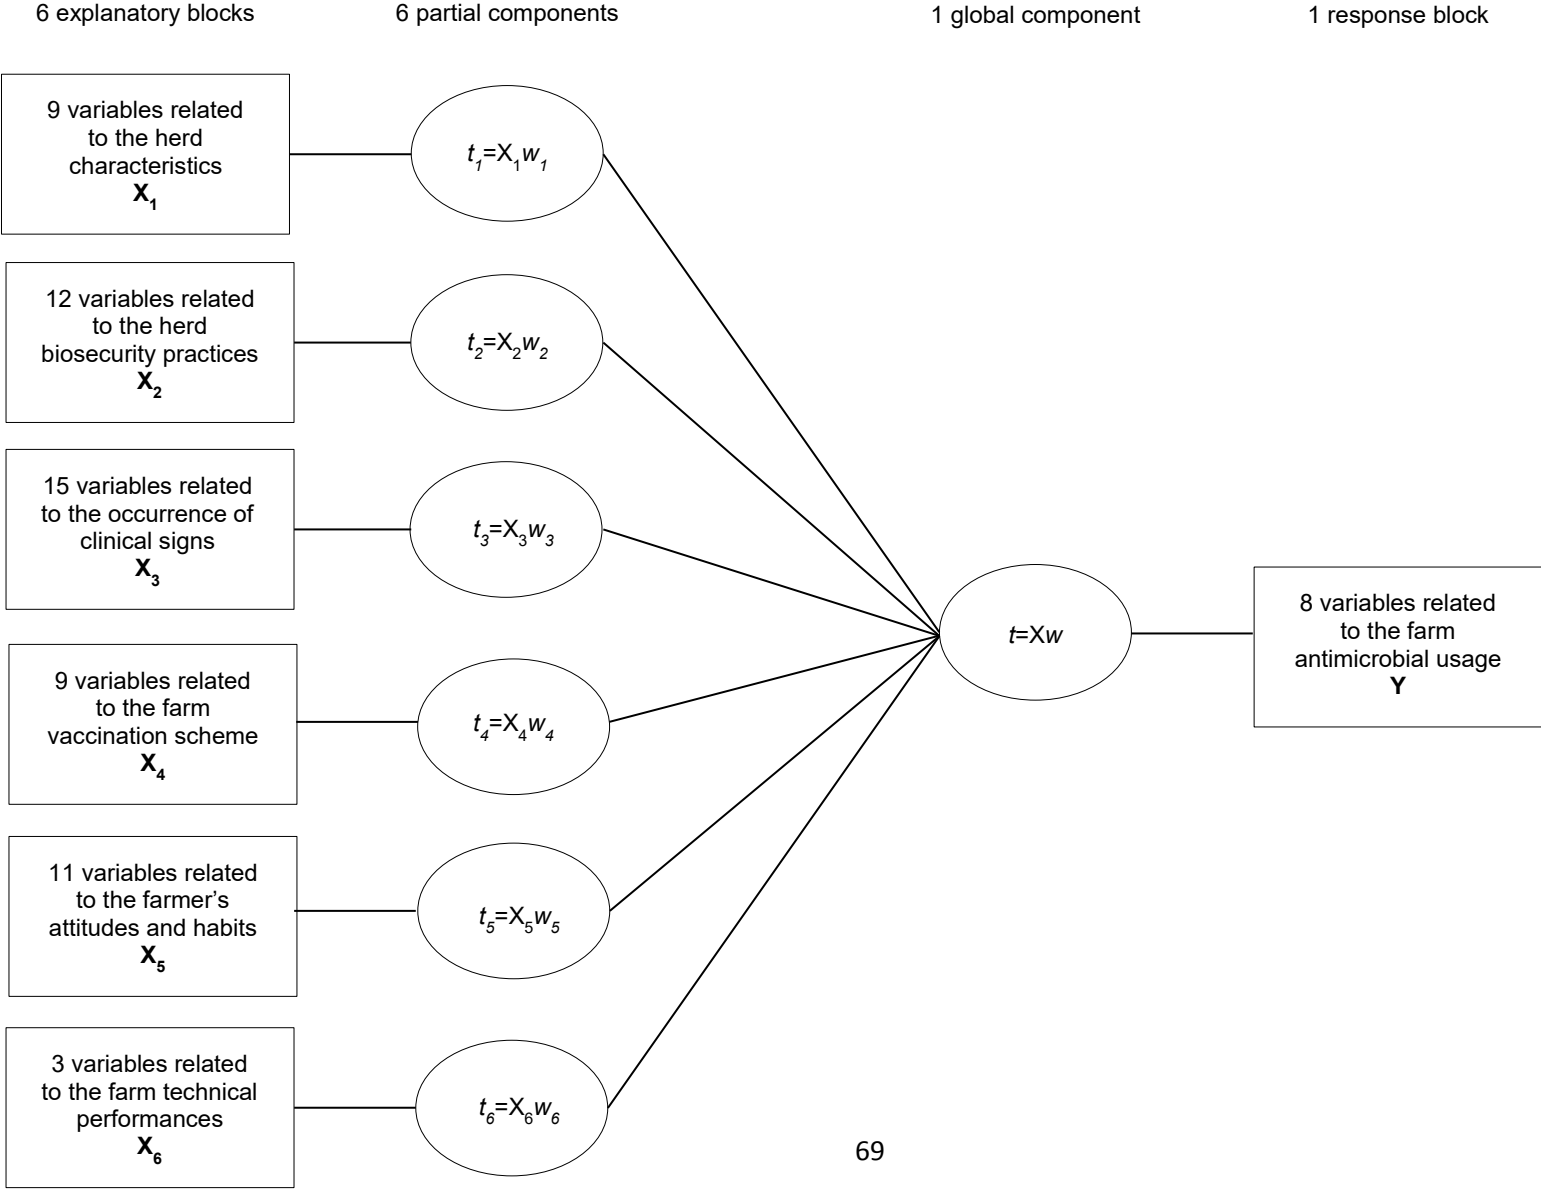 6 explanatory blocks
6 partial components
1 global component
1 response block
9 variables related
to the herd
characteristics
X1
t1=X1w1
12 variables related
to the herd
biosecurity practices
X2
t2=X2w2
15 variables related
to the occurrence of
clinical signs
X3
t3=X3w3
9 variables related
to the farm
vaccination scheme
X4
t4=X4w4
11 variables related
to the farmer’s
attitudes and habits
X5
t5=X5w5
3 variables related
to the farm technical
performances
X6
t6=X6w6
t=Xw
8 variables related
to the farm
antimicrobial usage
Y
69